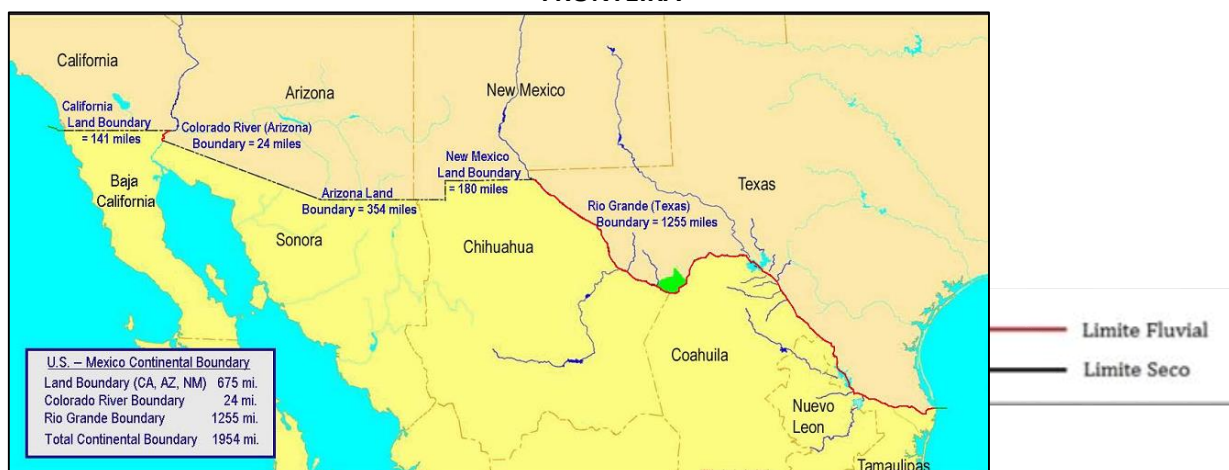 FRONTEIRA
California
Arizona
New Mexico
California
Land Boundary
= 141 miles
Colorado River (Arizona)
Boundary = 24 miles
New Mexico
Land Boundary
= 180 miles
Baja
California
Arizona Land
Boundary = 354 miles
Texas
Rio Grande (Texas)
Boundary = 1255 miles
Sonora
Chihuahua
Coahuila
Nuevo
Leon
Tamaulipas
U.S. – Mexico Continental Boundary
Land Boundary (CA, AZ, NM) 675 mi.
Colorado River Boundary 24 mi.
Rio Grande Boundary 1255 mi.
Total Continental Boundary 1954 mi.
Limite Fluvial
Limite Seco